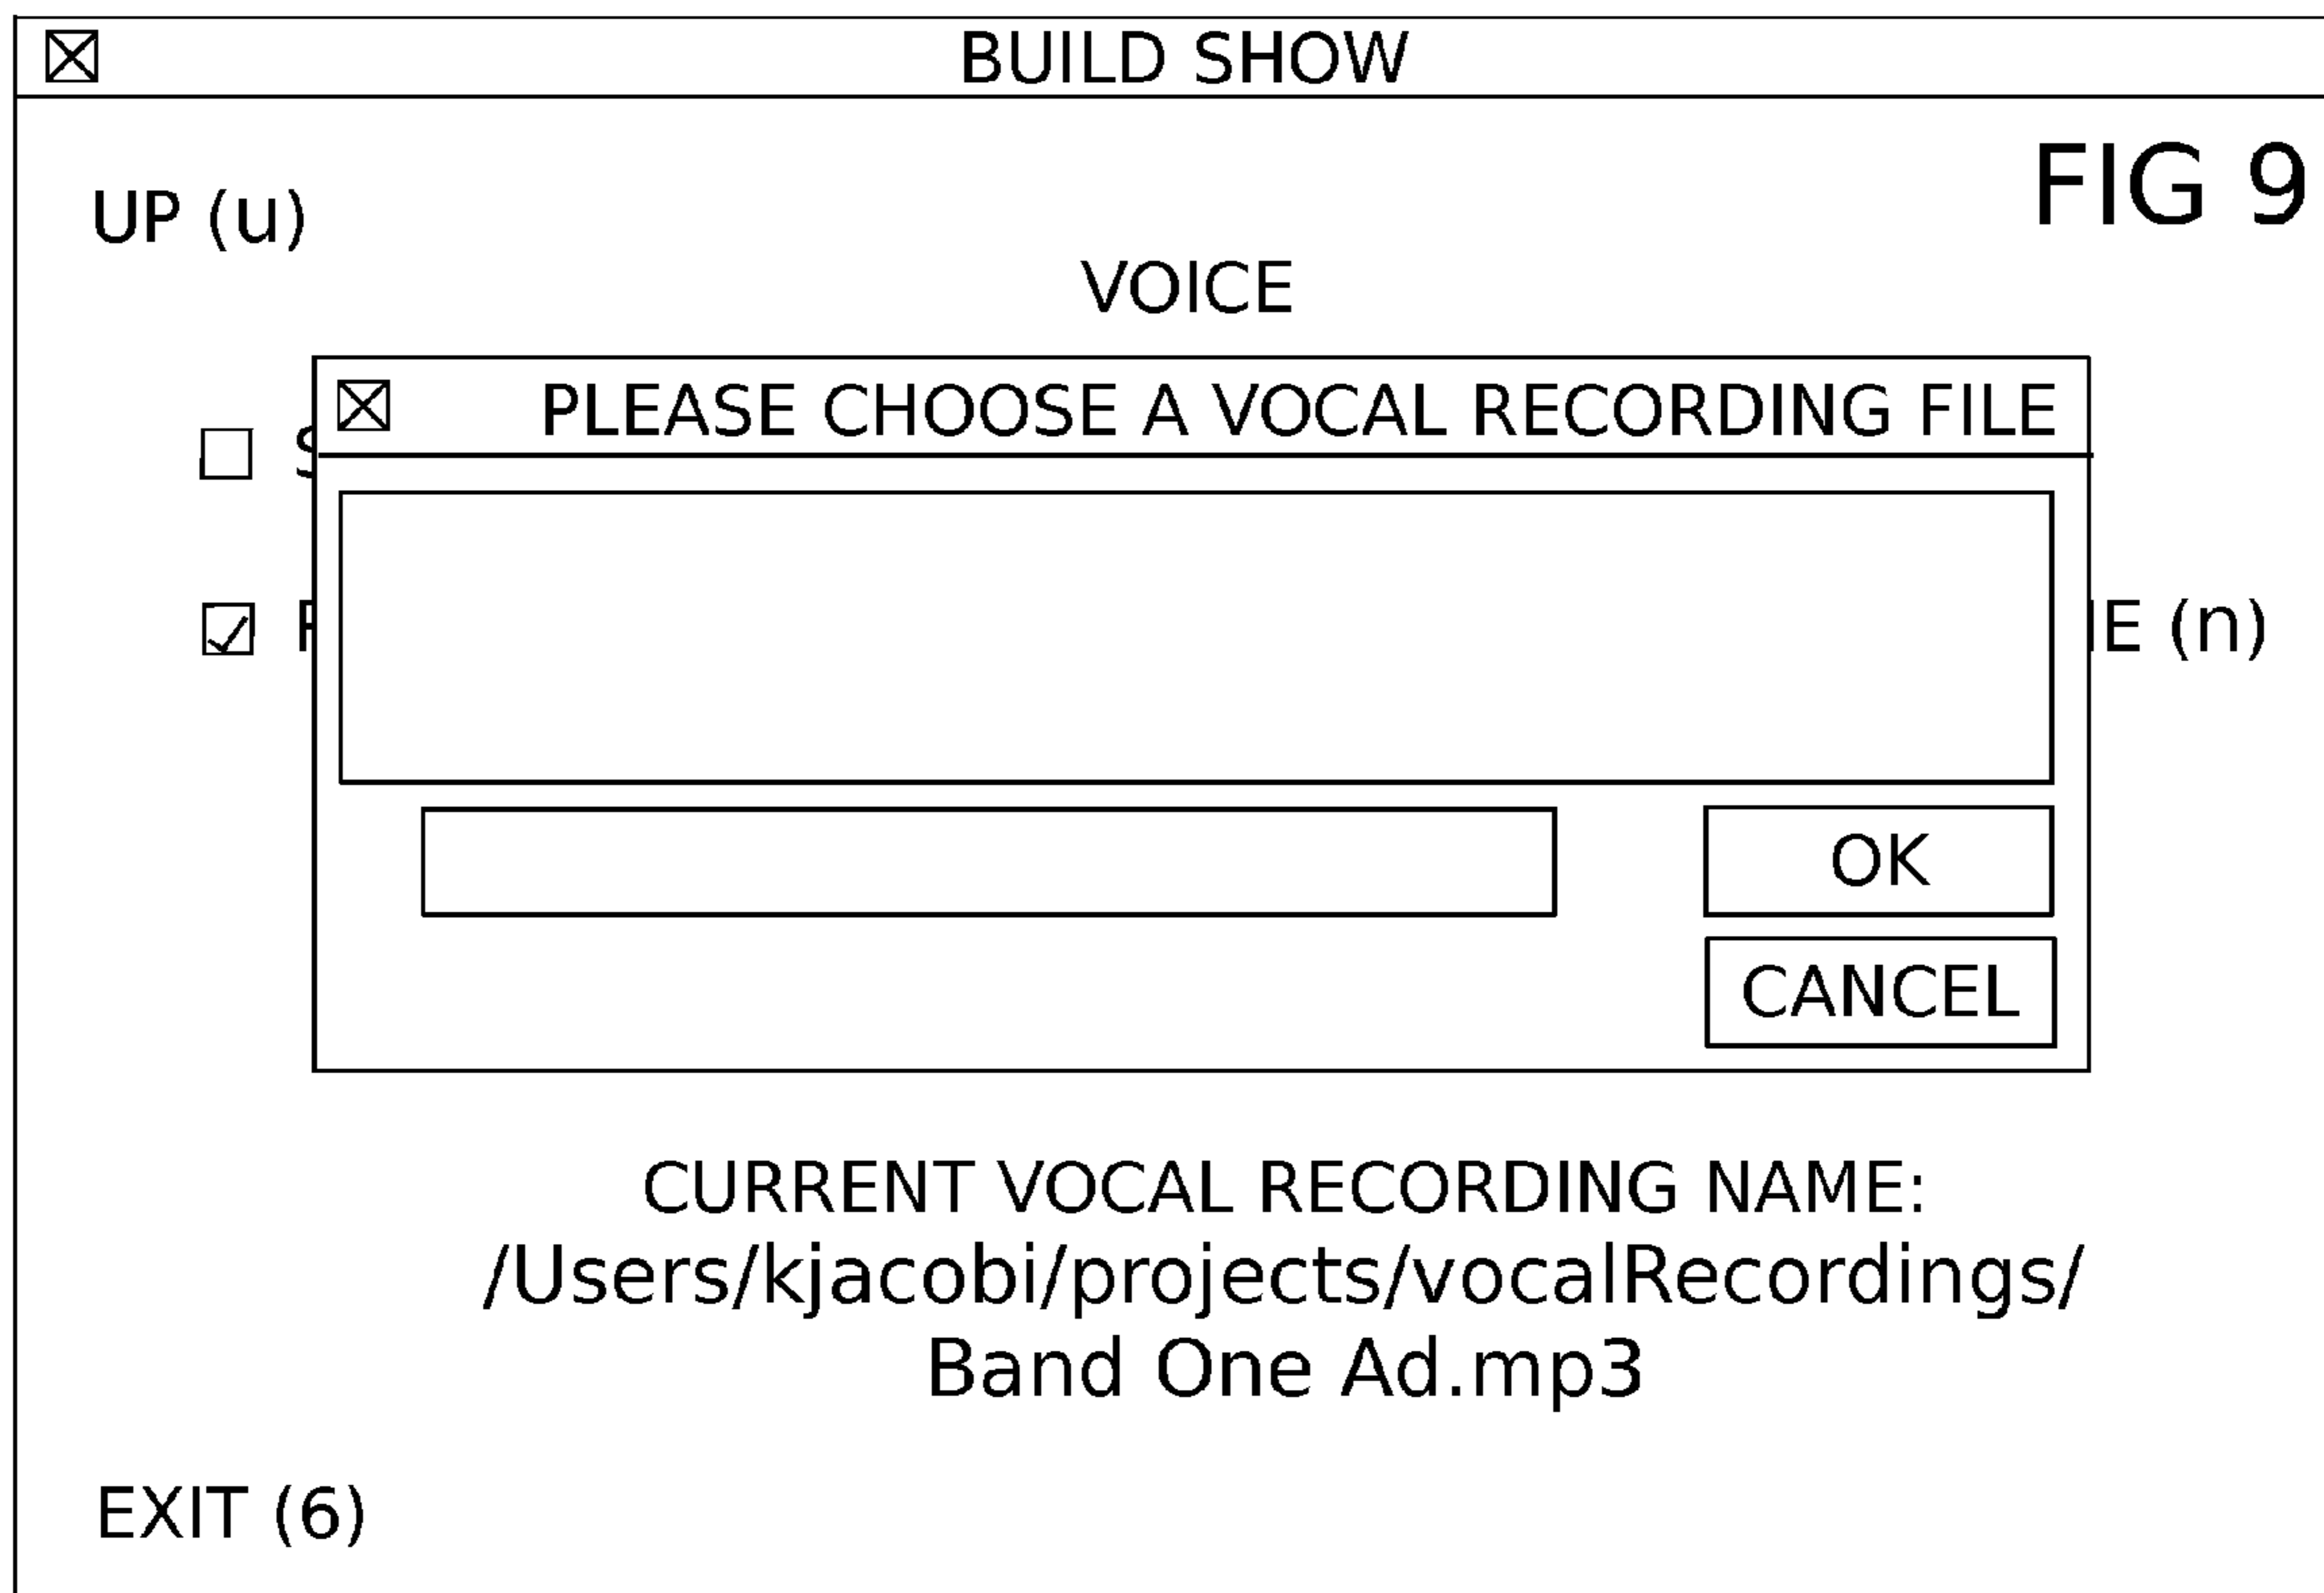 BUILD SHOW
FIG 9
UP (u)
VOICE
PLEASE CHOOSE A VOCAL RECORDING FILE
(n)
OK
CANCEL
CURRENT VOCAL RECORDING NAME:
/Users/kjacobi/projects/vocalRecordings/
Band One Ad.mp3
EXIT (6)